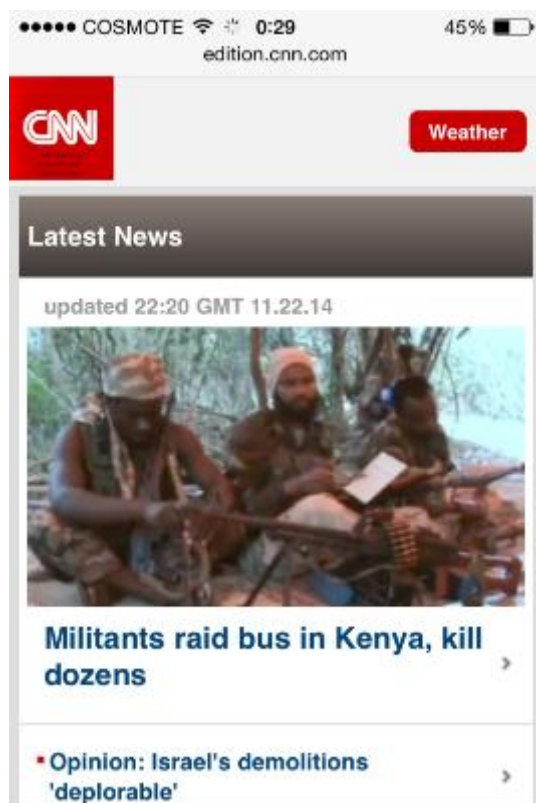 COSMOTE 0:29 45%
edition.cnn.com
CNN
Weather
Latest News
updated 22:20 GMT 11.22.14
Militants raid bus in Kenya, kill
dozens
Opinion: Israel's demolitions
'deplorable'